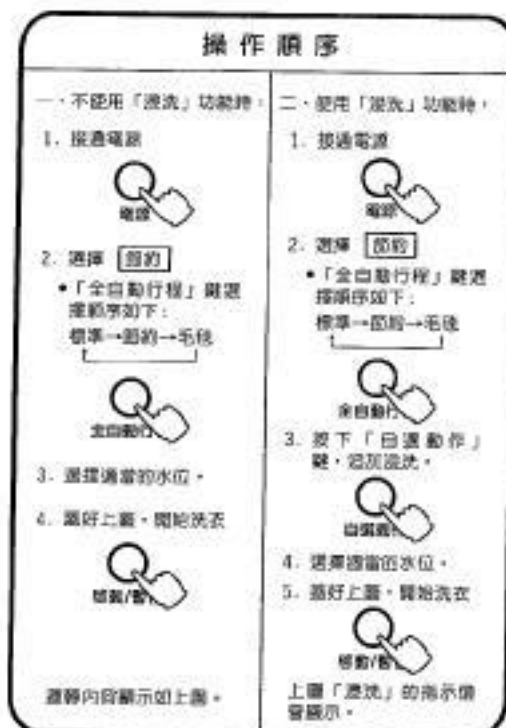 操作順序
一、不使用「浸洗」功能時，
1. 接通電源
電源
2. 選擇 節約
•「全自動行程」鍵選
擇順序如下：
標準→節約→毛毯
全自動行
3. 選擇適當的水位。
4. 蓋好上蓋，開始洗衣
啓動/暫
運轉內容顯示如上圖。
二、使用「浸洗」功能時，
1. 接通電源
電源
2. 選擇 節約
•「全自動行程」鍵選
擇順序如下：
標準→節約→毛毯
全自動行
3. 按下「自選動作」
鍵，追加浸洗。
自選動作
4. 選擇適當的水位。
5. 蓋好上蓋，開始洗衣
啓動/暫
上圖「浸洗」的指示燈
會顯示。